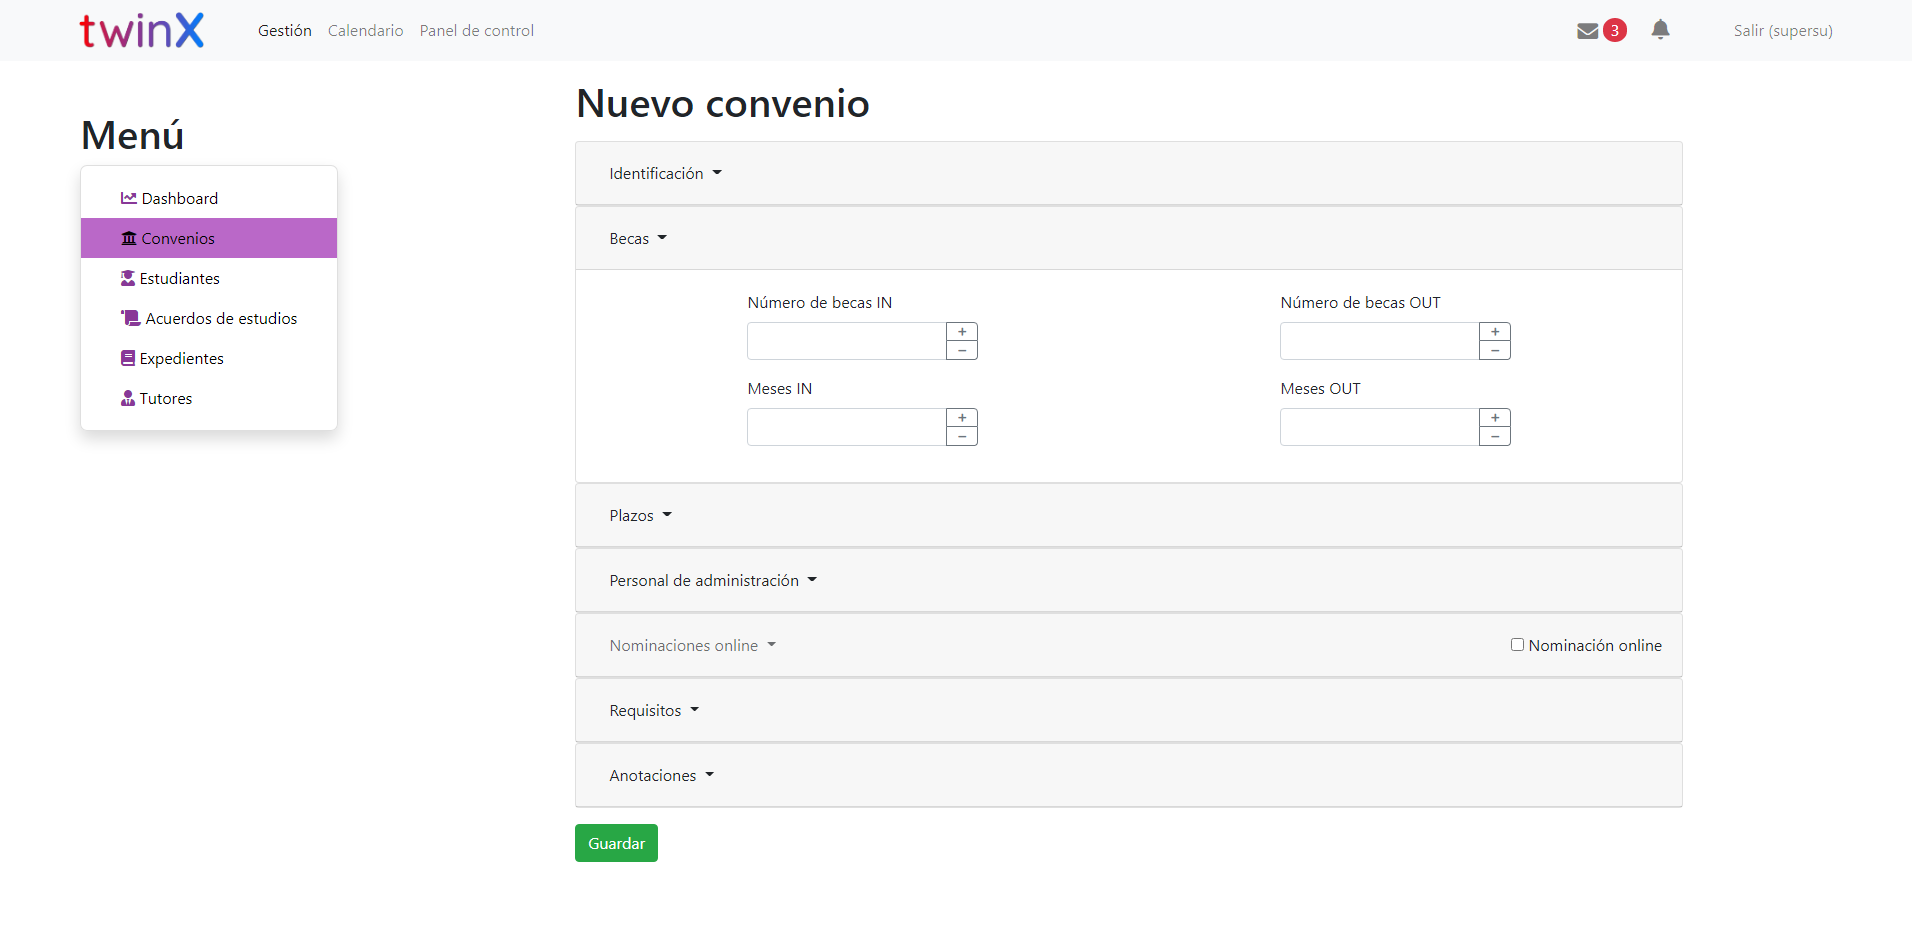 twinX
Gestión Calendario Panel de control
3
Salir (supersu)
Menú
Dashboard
Convenios
Estudiantes
Acuerdos de estudios
Expedientes
Tutores
Nuevo convenio
Identificación
Becas
Número de becas IN
Número de becas OUT
Meses IN
Meses OUT
Plazos
Personal de administración
Nominaciones online
Nominación online
Requisitos
Anotaciones
Guardar